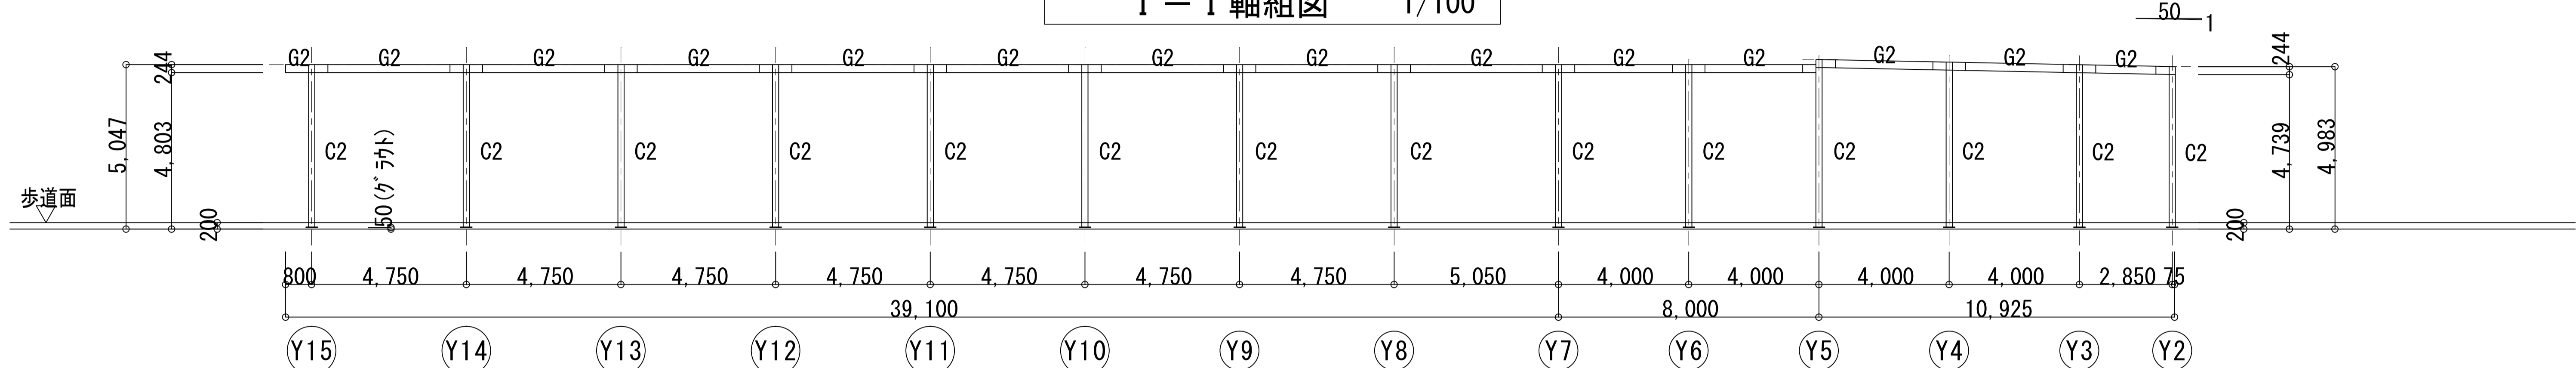 1-1軸組図 1/100
50
1
G2 G2 G2 G2 G2 G2 G2 G2 G2 G2 G2 G2 G2 G2
244
244
5,047
4,803
200
歩道面
50(グラウト)
C2 C2 C2 C2 C2 C2 C2 C2 C2 C2 C2 C2 C2 C2
4,739
4,983
200
800 4,750 4,750 4,750 4,750 4,750 4,750 4,750 5,050 4,000 4,000 4,000 4,000 2,850 75
39,100 8,000 10,925
Y15 Y14 Y13 Y12 Y11 Y10 Y9 Y8 Y7 Y6 Y5 Y4 Y3 Y2